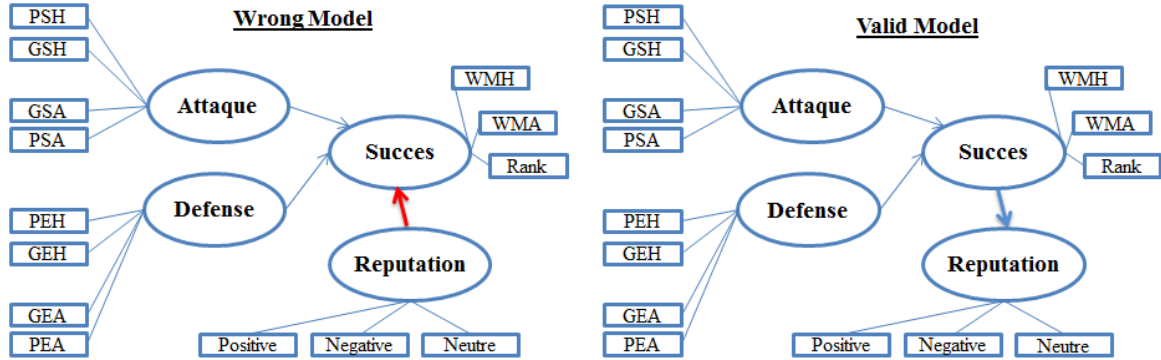 Wrong Model
PSH
GSH
GSA
PSA
Attaque
WMH
WMA
Rank
Succes
Defense
PEH
GEH
GEA
PEA
Reputation
Positive
Negative
Neutre
Valid Model
PSH
GSH
GSA
PSA
Attaque
WMH
WMA
Rank
Succes
Defense
PEH
GEH
GEA
PEA
Reputation
Positive
Negative
Neutre